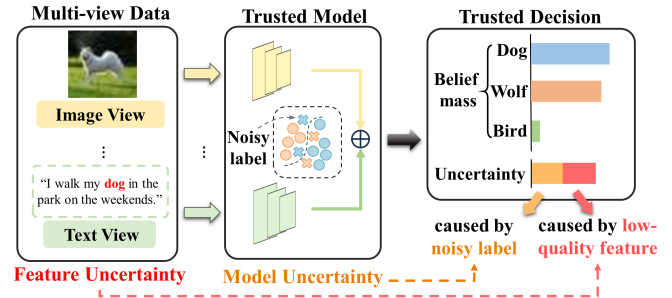 Multi-view Data
Image View
...
“I walk my dog in the
park on the weekends.”
Text View
Feature Uncertainty
...
Trusted Model
Noisy
label
Model Uncertainty
Trusted Decision
Belief
mass
Dog
Wolf
Bird
Uncertainty
caused by
noisy label
caused by low-
quality feature